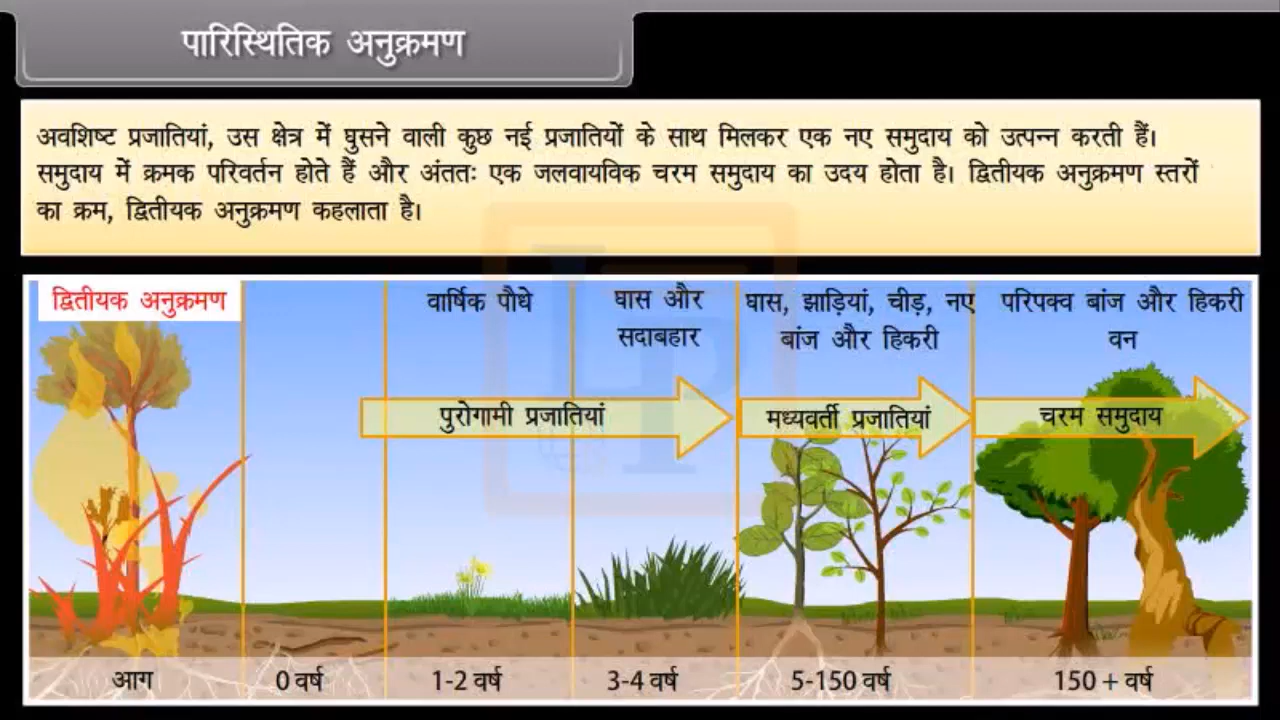 पारिस्थितिक अनुक्रमण
अवशिष्ट प्रजातियां, उस क्षेत्र में घुसने वाली कुछ नई प्रजातियों के साथ मिलकर एक नए समुदाय को उत्पन्न करती हैं।
समुदाय में क्रमक परिवर्तन होते हैं और अंततः एक जलवायविक चरम समुदाय का उदय होता है। द्वितीयक अनुक्रमण स्तरों
का क्रम, द्वितीयक अनुक्रमण कहलाता है।
द्वितीयक अनुक्रमण
वार्षिक पौधे
घास और
सदाबहार
घास, झाड़ियां, चीड़, नए
बांज और हिकरी
परिपक्व बांज और हिकरी
वन
पुरोगामी प्रजातियां
मध्यवर्ती प्रजातियां
चरम समुदाय
आग
0 वर्ष
1-2 वर्ष
3-4 वर्ष
5-150 वर्ष
150 + वर्ष